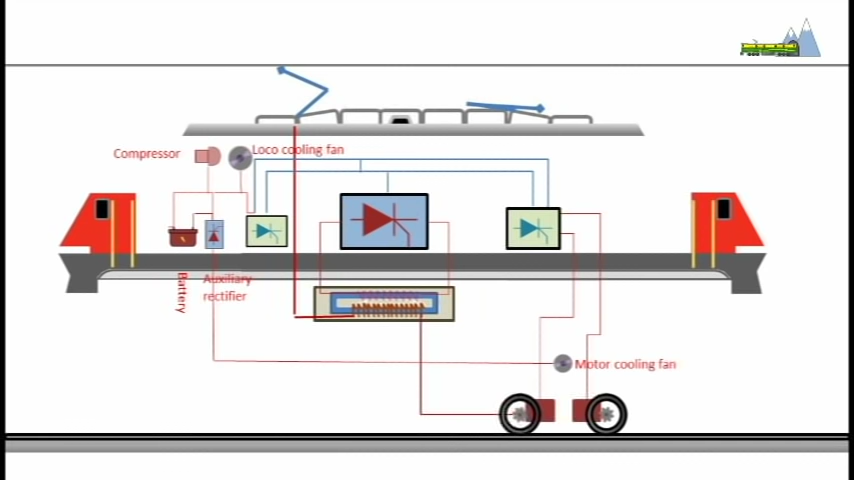 Compressor
Loco cooling fan
Battery
Auxiliary
rectifier
Motor cooling fan